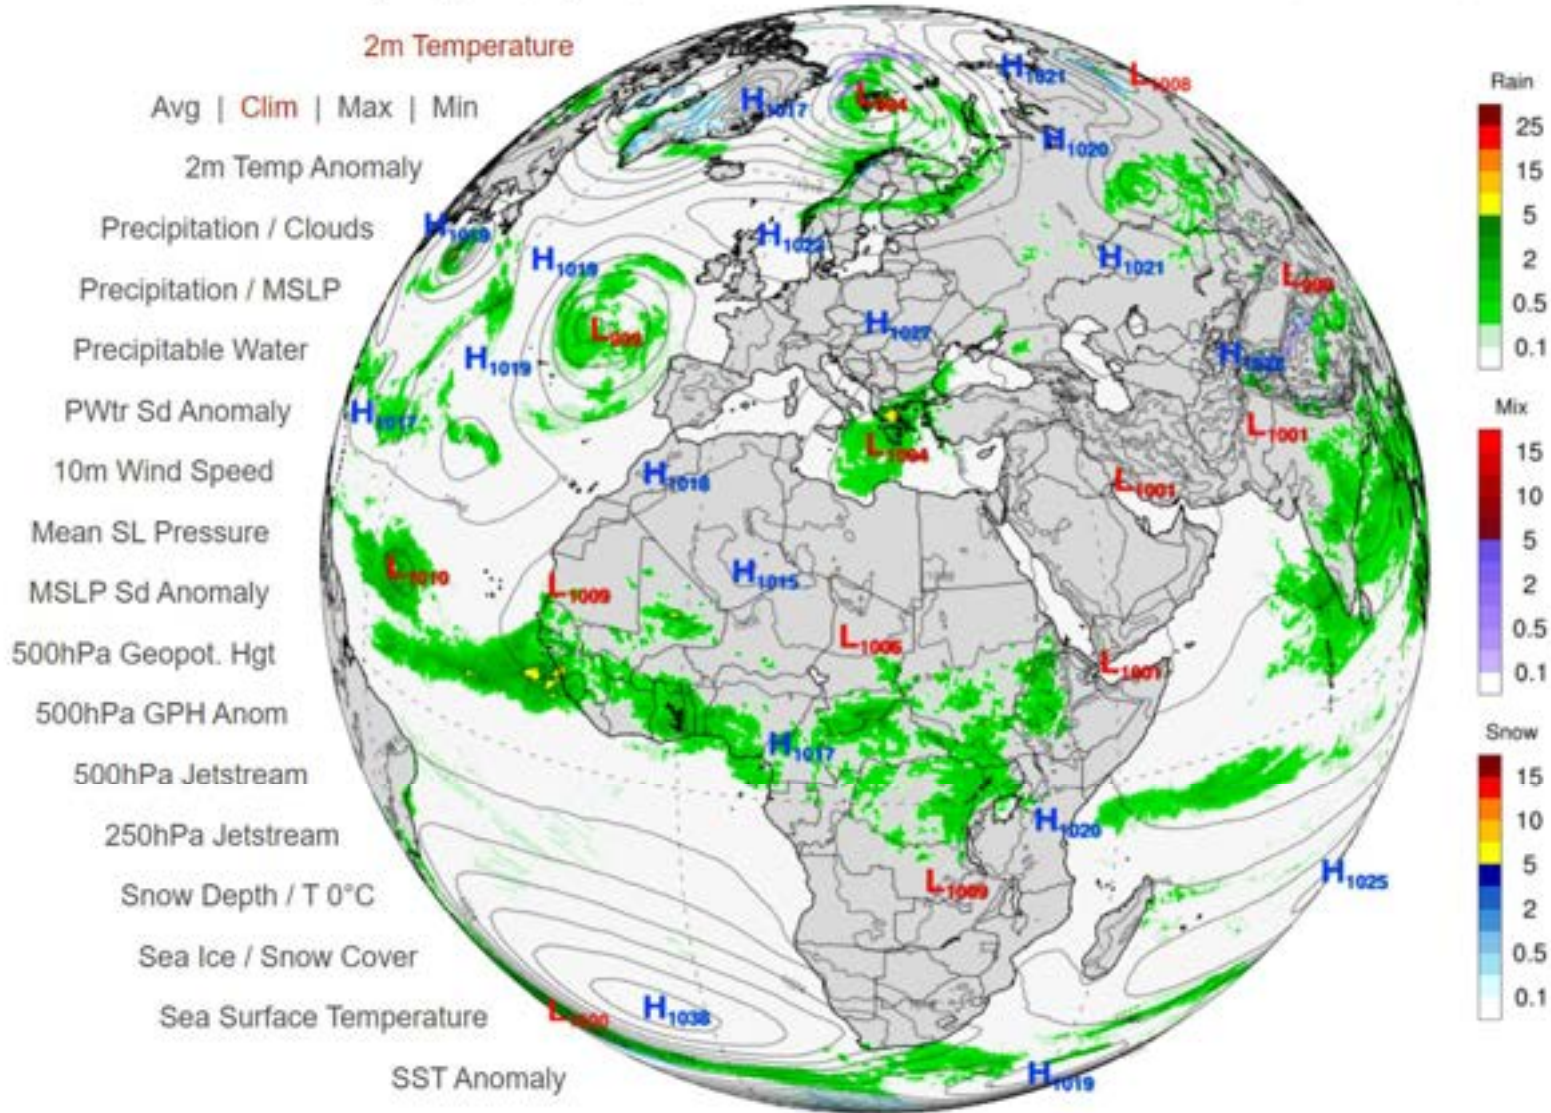 2m Temperature
Avg | Clim | Max | Min
2m Temp Anomaly
Precipitation / Clouds
Precipitation / MSLP
Precipitable Water
PWtr Sd Anomaly
10m Wind Speed
Mean SL Pressure
MSLP Sd Anomaly
500hPa Geopot. Hgt
500hPa GPH Anom
500hPa Jetstream
250hPa Jetstream
Snow Depth / T 0°C
Sea Ice / Snow Cover
Sea Surface Temperature
SST Anomaly
H1021
L1008
H1017
H1020
H1019
H1019
H1021
H1027
H1019
H1017
L1001
L1004
H1018
L1001
L1010
L1009
H1015
L1006
L1001
H1017
H1020
H1025
L1009
H1038
H1019
Rain
25
15
5
2
0.5
0.1
Mix
15
10
5
2
0.5
0.1
Snow
15
10
5
2
0.5
0.1